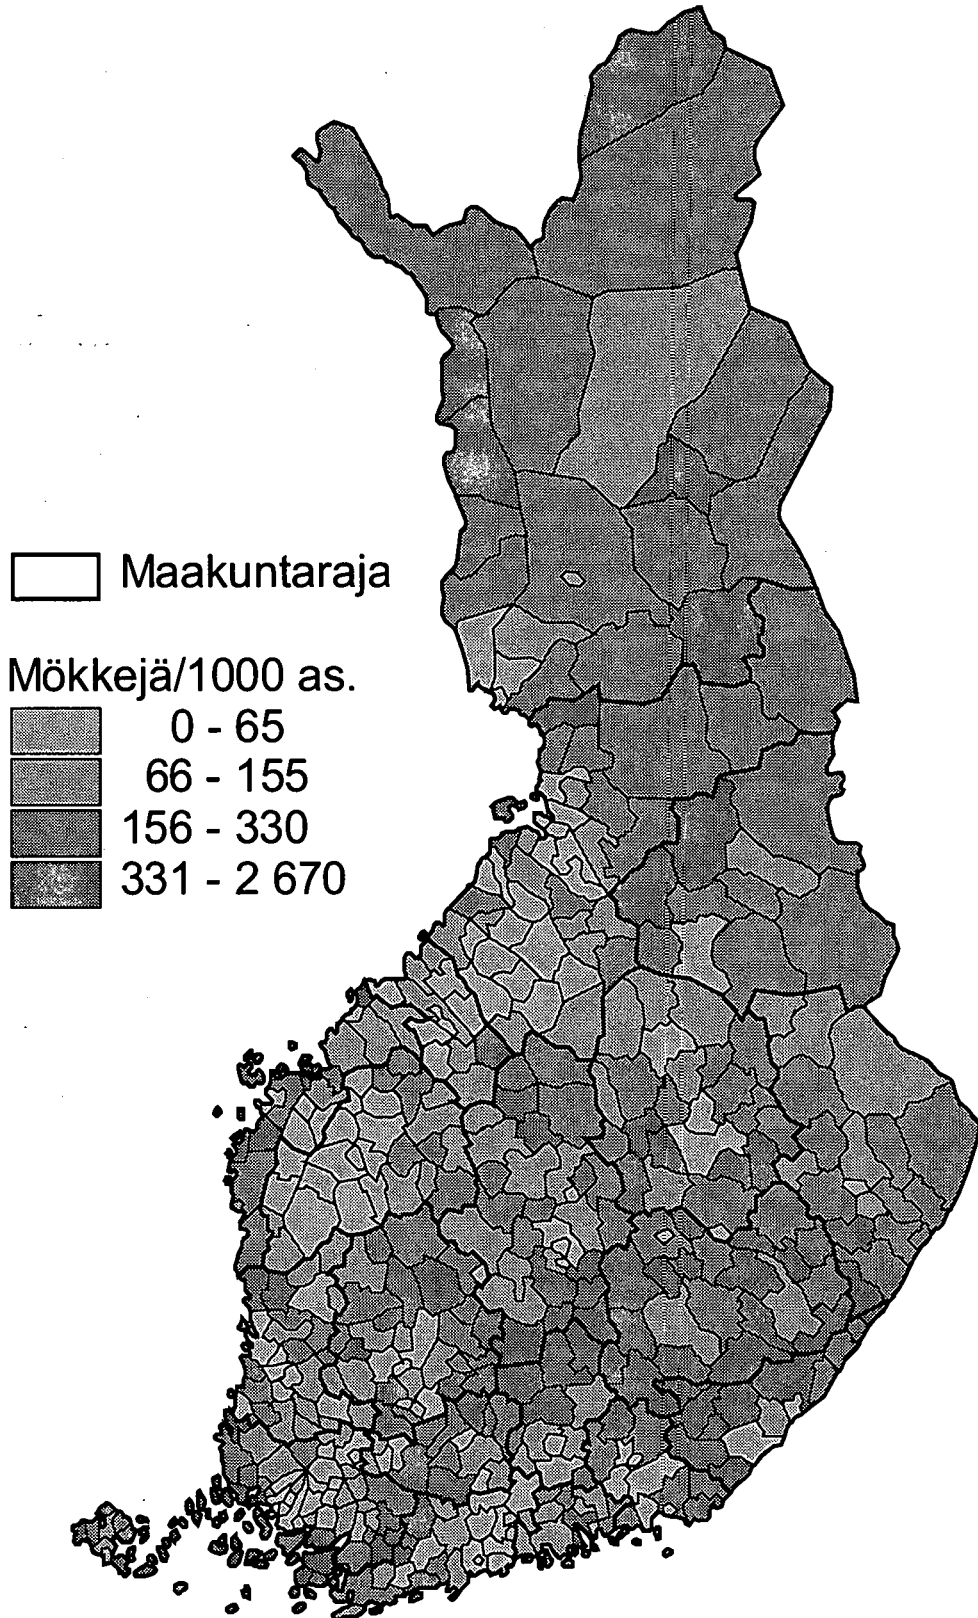 Maakuntaraja
Mökkejä/1000 as.
0 - 65
66 - 155
156 - 330
331 - 2 670